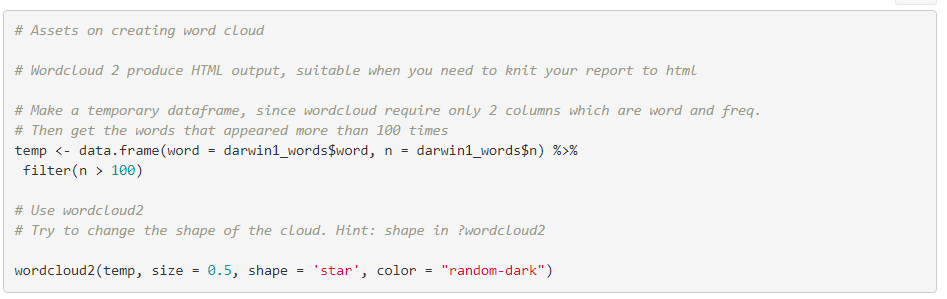 # Assets on creating word cloud
# Wordcloud 2 produce HTML output, suitable when you need to knit your report to html
# Make a temporary dataframe, since wordcloud require only 2 columns which are word and freq.
# Then get the words that appeared more than 100 times
temp <- data.frame(word = darwin1_words$word, n = darwin1_words$n) %>%
 filter(n > 100)
# Use wordcloud2
# Try to change the shape of the cloud. Hint: shape in ?wordcloud2
wordcloud2(temp, size = 0.5, shape = 'star', color = "random-dark")